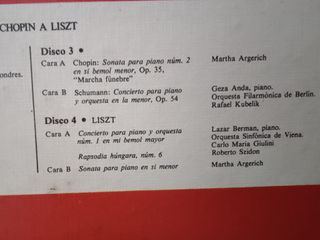 CHOPIN A LISZT
Disco 3 •
ondres.
Cara A Chopin: Sonata para piano núm. 2 Martha Argerich
en si bemol menor, Op. 35,
"Marcha fúnebre"
Cara B Schumann: Concierto para piano Geza Anda, piano.
y orquesta en la menor, Op. 54 Orquesta Filarmónica de Berlín.
Rafael Kubelik
Disco 4 • LISZT
Cara A Concierto para piano y orquesta Lazar Berman, piano.
núm. 1 en mi bemol mayor Orquesta Sinfónica de Viena.
Carlo Maria Giulini
Rapsodia húngara, núm. 6 Roberto Szidon
Cara B Sonata para piano en si menor Martha Argerich